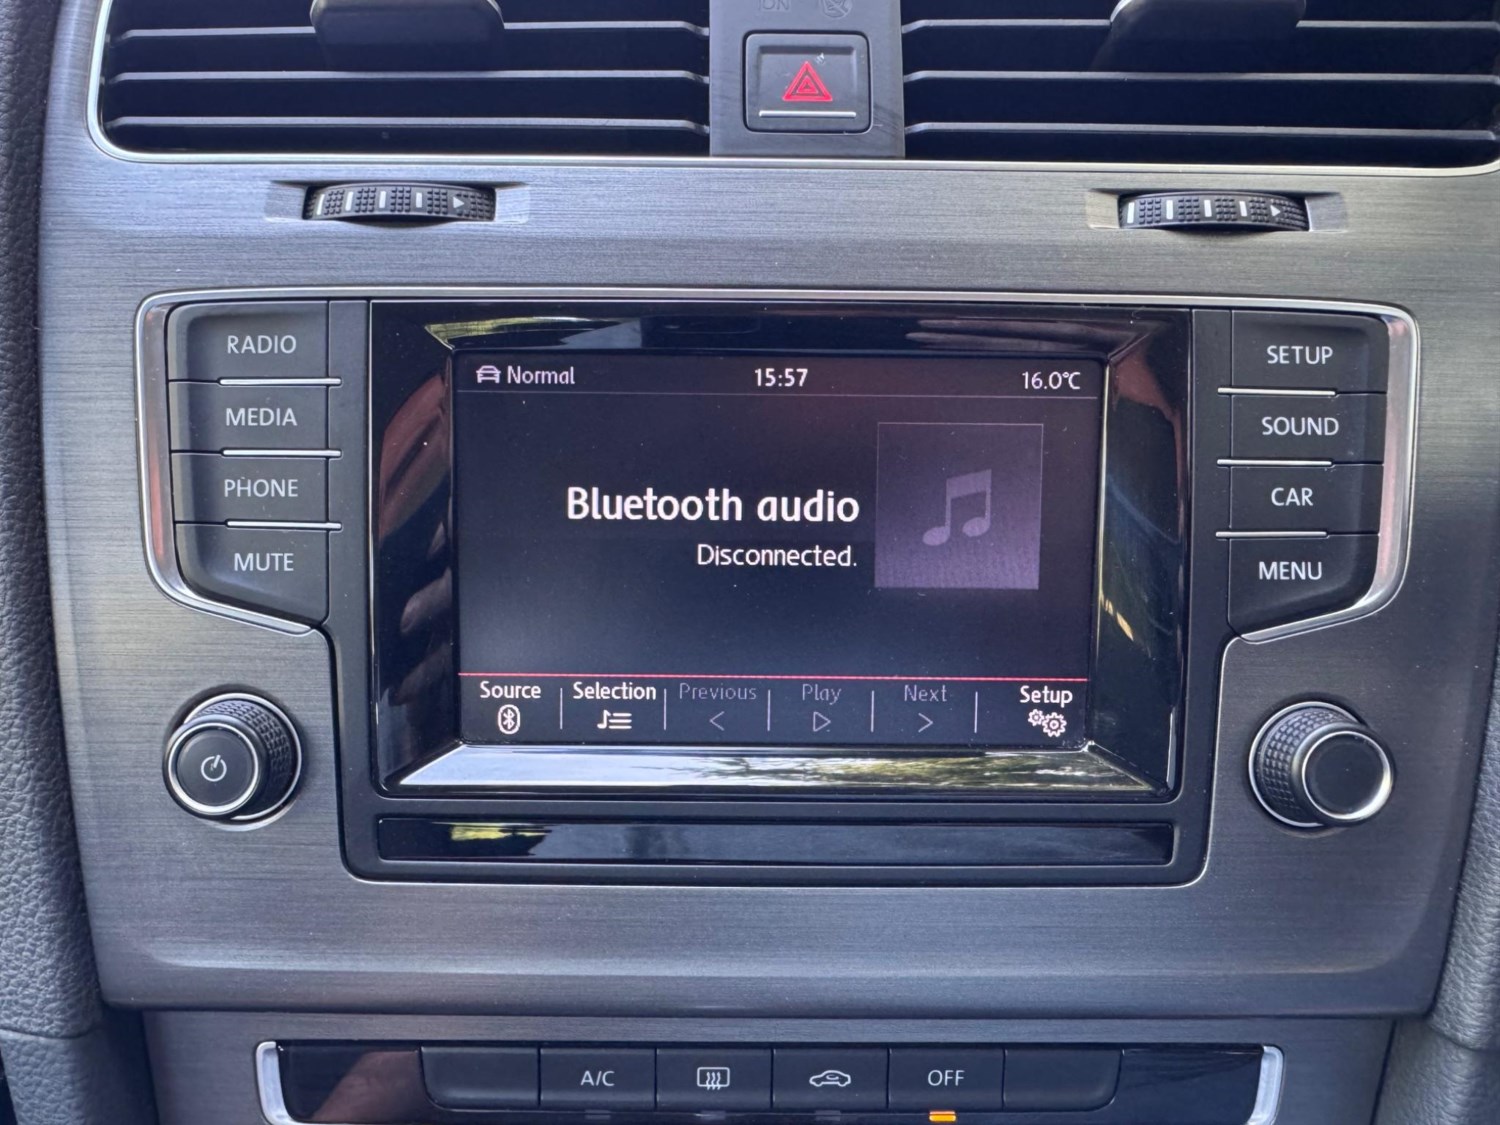 RADIO
MEDIA
PHONE
MUTE
Normal 15:57 16.0°C
Bluetooth audio
Disconnected.
Source Selection Previous Play Next Setup
SETUP
SOUND
CAR
MENU
A/C OFF